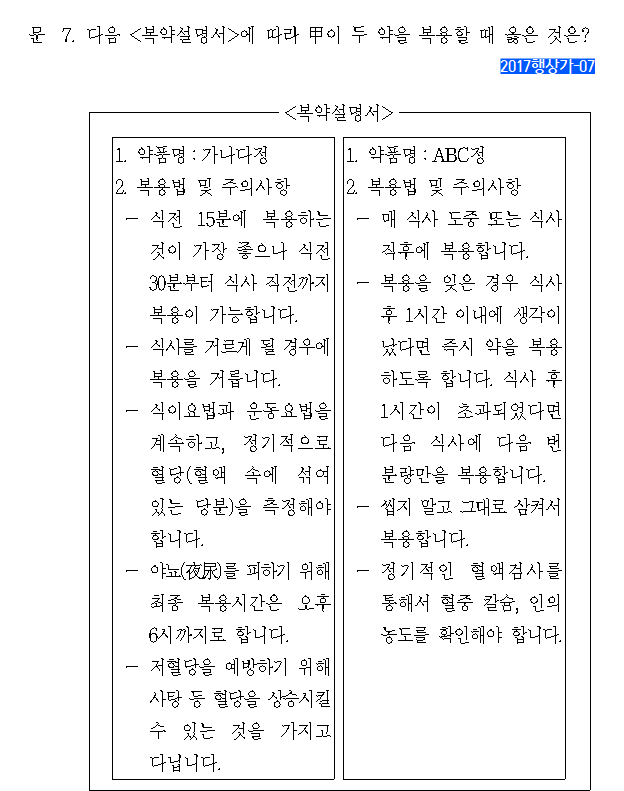 문 7. 다음 <복약설명서>에 따라 甲이 두 약을 복용할 때 옳은 것은?
2017행상가-07
<복약설명서>
1. 약품명 : 가나다정
2. 복용법 및 주의사항
－ 식전 15분에 복용하는
것이 가장 좋으나 식전
30분부터 식사 직전까지
복용이 가능합니다.
－ 식사를 거르게 될 경우에
복용을 거릅니다.
－ 식이요법과 운동요법을
계속하고, 정기적으로
혈당(혈액 속에 섞여
있는 당분)을 측정해야
합니다.
－ 야뇨(夜尿)를 피하기 위해
최종 복용시간은 오후
6시까지로 합니다.
－ 저혈당을 예방하기 위해
사탕 등 혈당을 상승시킬
수 있는 것을 가지고
다닙니다.
1. 약품명 : ABC정
2. 복용법 및 주의사항
－ 매 식사 도중 또는 식사
직후에 복용합니다.
－ 복용을 잊은 경우 식사
후 1시간 이내에 생각이
났다면 즉시 약을 복용
하도록 합니다. 식사 후
1시간이 초과되었다면
다음 식사에 다음 번
분량만을 복용합니다.
－ 씹지 말고 그대로 삼켜서
복용합니다.
－ 정기적인 혈액검사를
통해서 혈중 칼슘, 인의
농도를 확인해야 합니다.